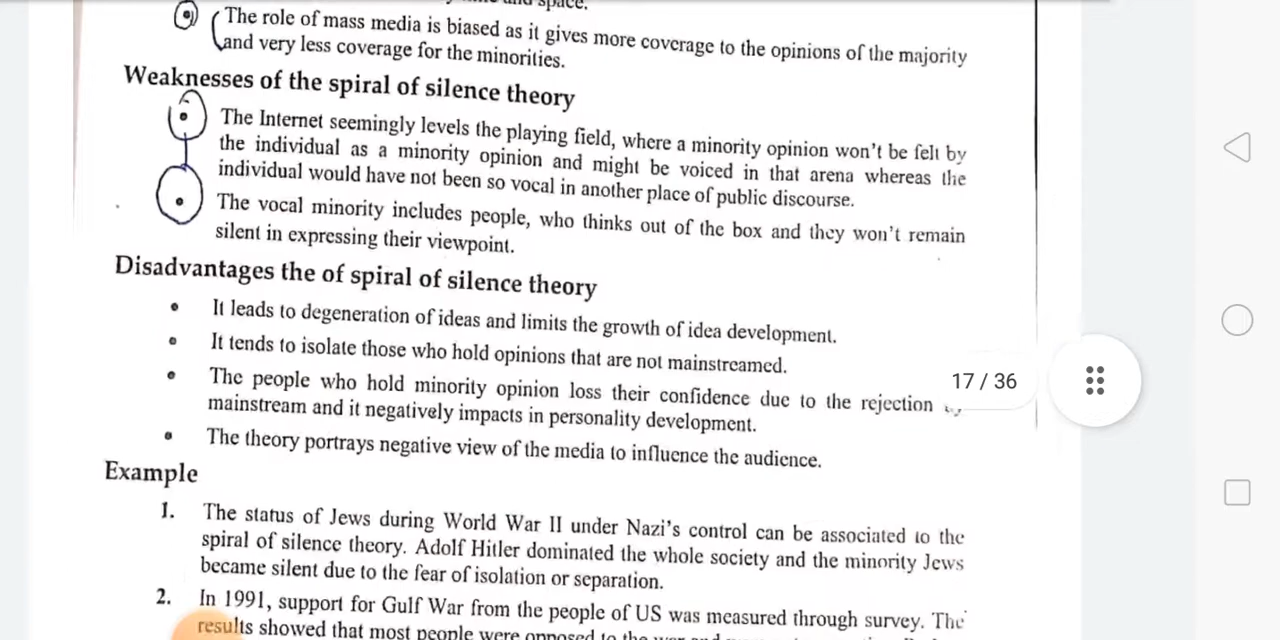 space.
The role of mass media is biased as it gives more coverage to the opinions of the majority
and very less coverage for the minorities.
Weaknesses of the spiral of silence theory
The Internet seemingly levels the playing field, where a minority opinion won't be felt by
the individual as a minority opinion and might be voiced in that arena whereas the
individual would have not been so vocal in another place of public discourse.
The vocal minority includes people, who thinks out of the box and they won't remain
silent in expressing their viewpoint.
Disadvantages the of spiral of silence theory
• It leads to degeneration of ideas and limits the growth of idea development.
• It tends to isolate those who hold opinions that are not mainstreamed.
• The people who hold minority opinion loss their confidence due to the rejection
mainstream and it negatively impacts in personality development.
• The theory portrays negative view of the media to influence the audience.
17 / 36
Example
1. The status of Jews during World War II under Nazi's control can be associated to the
spiral of silence theory. Adolf Hitler dominated the whole society and the minority Jews
became silent due to the fear of isolation or separation.
2. In 1991, support for Gulf War from the people of US was measured through survey. The
results showed that most people were opposed to the war and